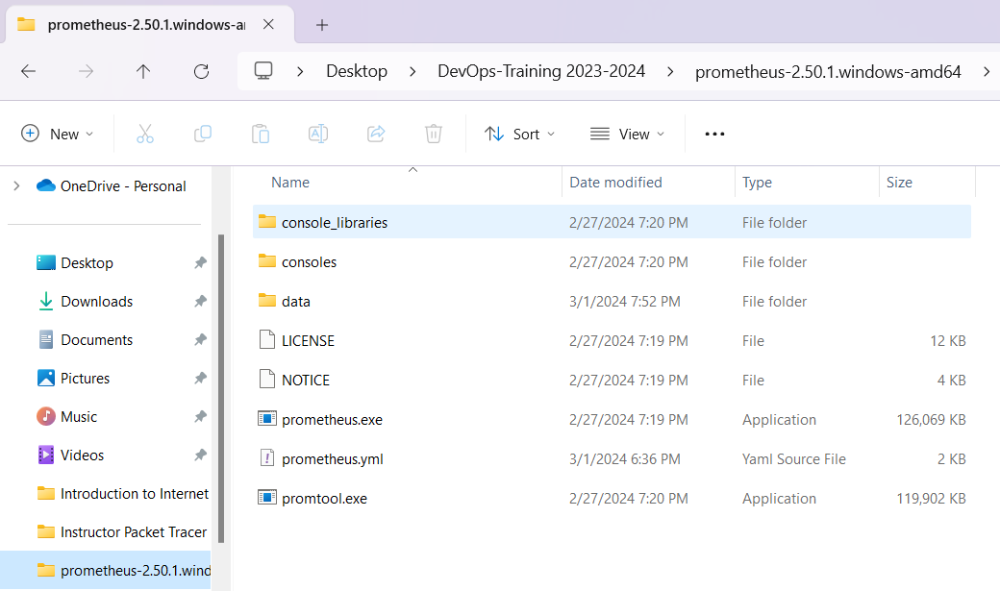 prometheus-2.50.1.windows-ar
Desktop > DevOps-Training 2023-2024 > prometheus-2.50.1.windows-amd64 >
New Sort View
OneDrive - Personal
Desktop
Downloads
Documents
Pictures
Music
Videos
Introduction to Internet
Instructor Packet Tracer
prometheus-2.50.1.wind
Name Date modified Type Size
console_libraries 2/27/2024 7:20 PM File folder
consoles 2/27/2024 7:20 PM File folder
data 3/1/2024 7:52 PM File folder
LICENSE 2/27/2024 7:19 PM File 12 KB
NOTICE 2/27/2024 7:19 PM File 4 KB
prometheus.exe 2/27/2024 7:19 PM Application 126,069 KB
prometheus.yml 3/1/2024 6:36 PM Yaml Source File 2 KB
promtool.exe 2/27/2024 7:20 PM Application 119,902 KB